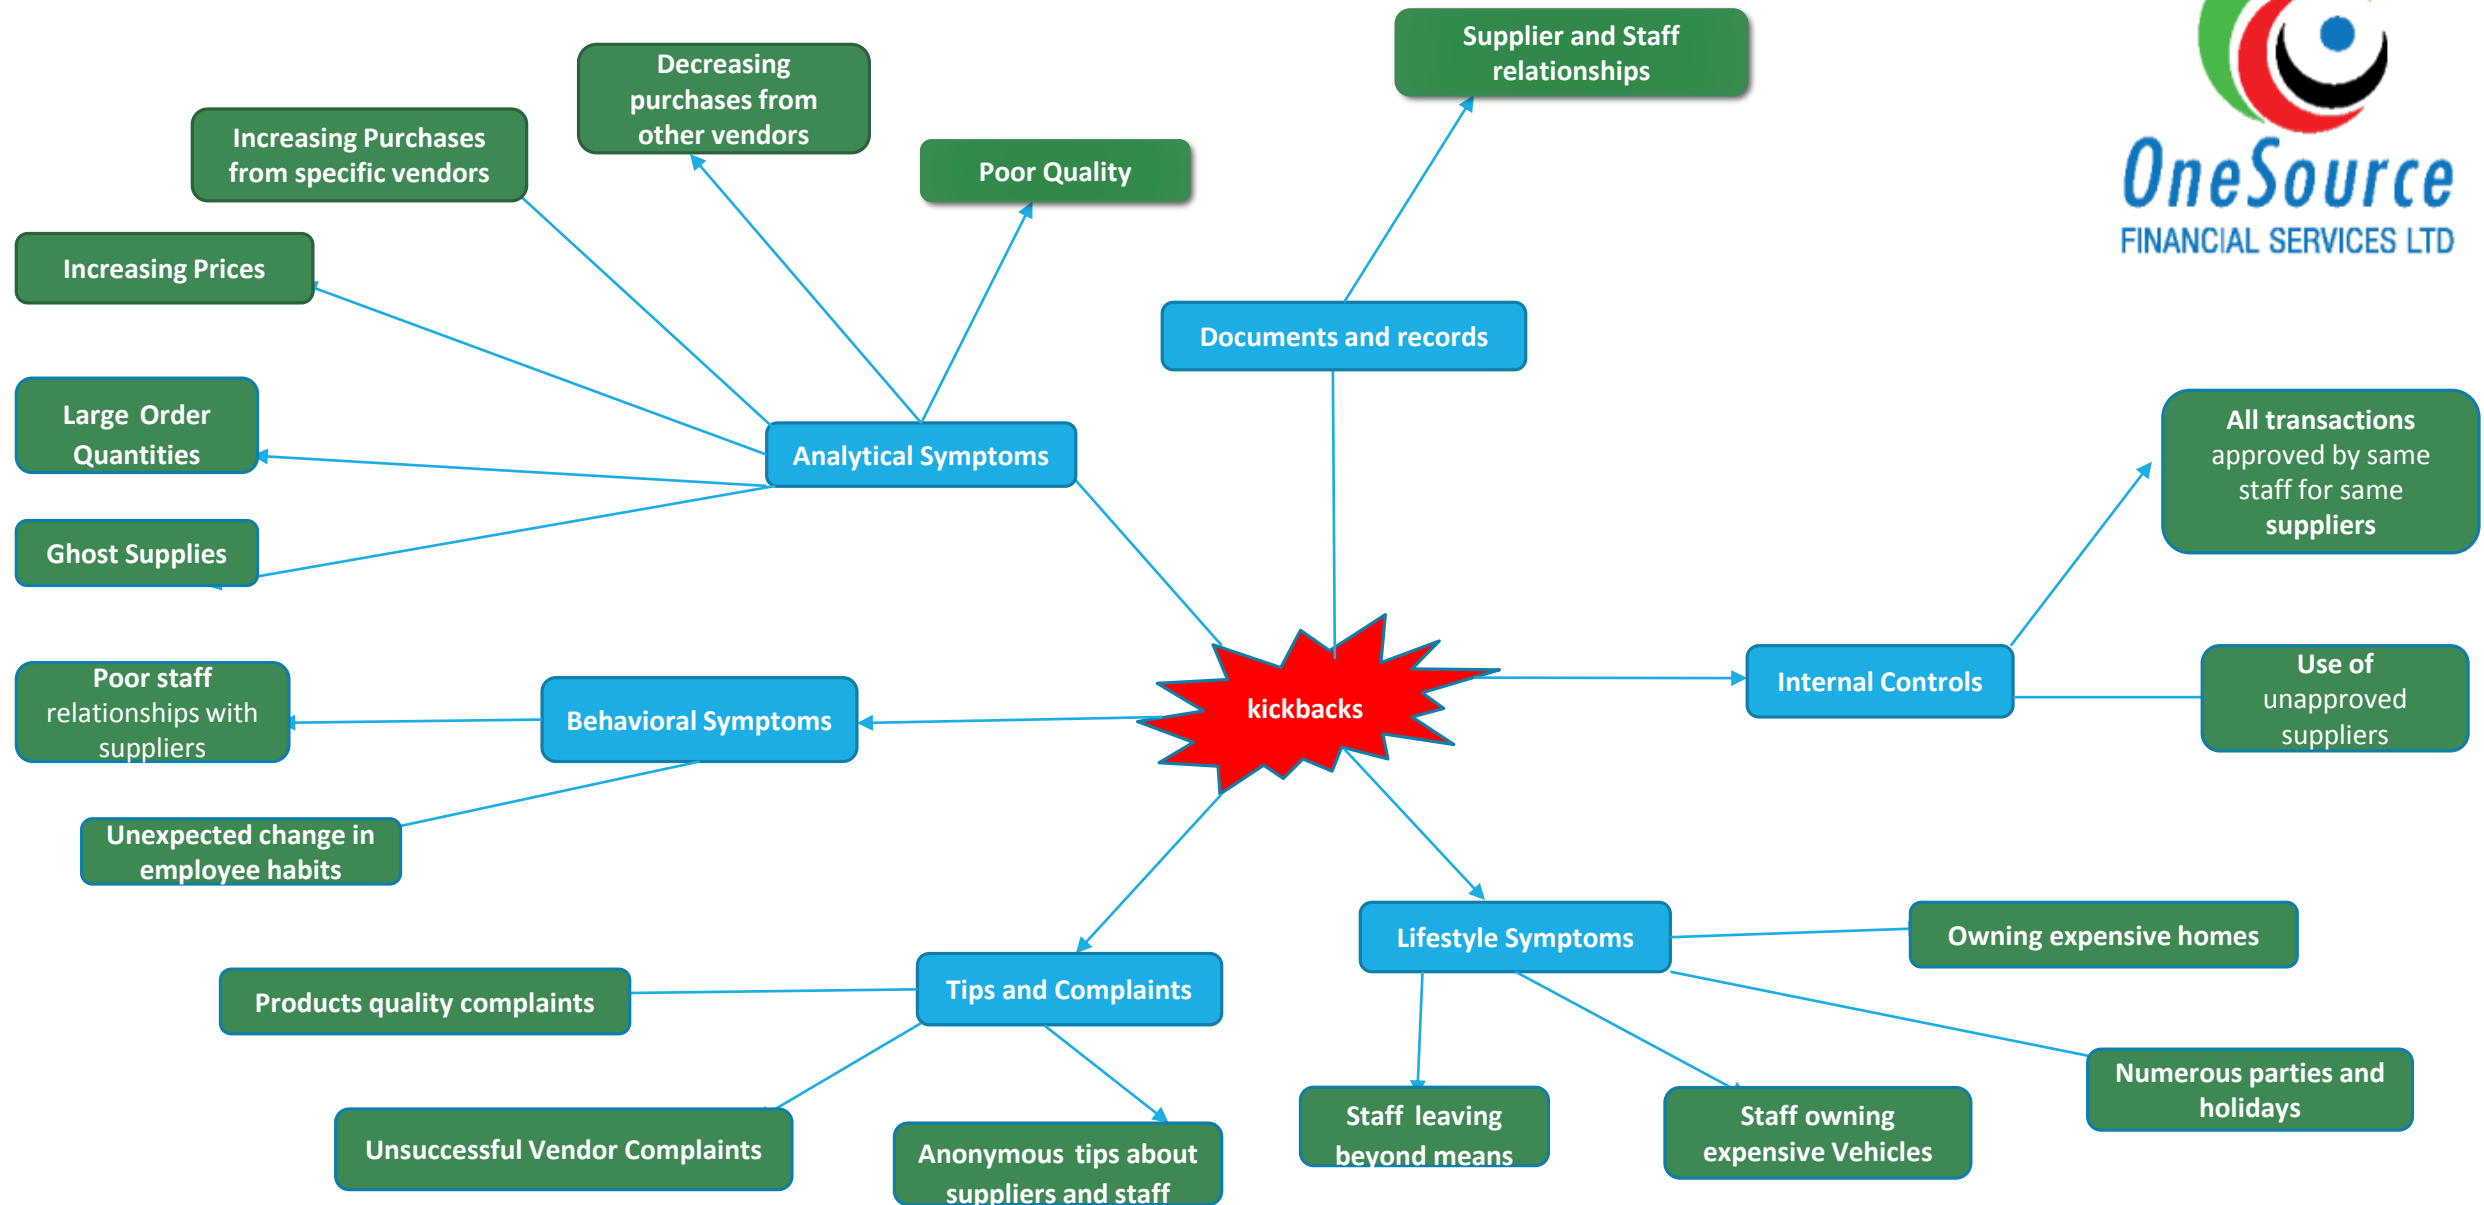 Supplier and Staff
relationships
Decreasing
purchases from
other vendors
Increasing Purchases
from specific vendors
Poor Quality
OneSource
FINANCIAL SERVICES LTD
Increasing Prices
Documents and records
Large Order
Quantities
Analytical Symptoms
All transactions
approved by same
staff for same
suppliers
Ghost Supplies
Poor staff
relationships with
suppliers
Behavioral Symptoms
kickbacks
Internal Controls
Use of
unapproved
suppliers
Unexpected change in
employee habits
Lifestyle Symptoms
Owning expensive homes
Products quality complaints
Tips and Complaints
Numerous parties and
holidays
Unsuccessful Vendor Complaints
Anonymous tips about
suppliers and staff
Staff leaving
beyond means
Staff owning
expensive Vehicles